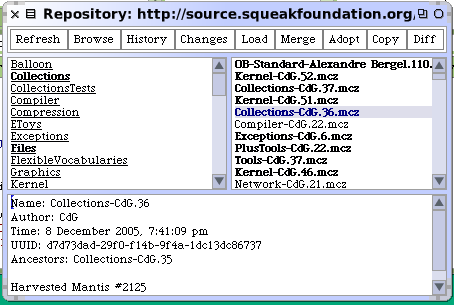 Repository: http://source.squeakfoundation.org/
Refresh Browse History Changes Load Merge Adopt Copy Diff
Balloon
Collections
CollectionsTests
Compiler
Compression
EToys
Exceptions
Files
FlexibleVocabularies
Graphics
Kernel
OB-Standard-Alexandre Bergel.110.
Kernel-CdG.52.mcz
Collections-CdG.37.mcz
Kernel-CdG.51.mcz
Collections-CdG.36.mcz
Compiler-CdG.22.mcz
Exceptions-CdG.6.mcz
PlusTools-CdG.22.mcz
Tools-CdG.37.mcz
Kernel-CdG.46.mcz
Network-CdG.21.mcz
Name: Collections-CdG.36
Author: CdG
Time: 8 December 2005, 7:41:09 pm
UUID: d7d73dad-29f0-f14b-9f4a-1dc13dc86737
Ancestors: Collections-CdG.35
Harvested Mantis #2125